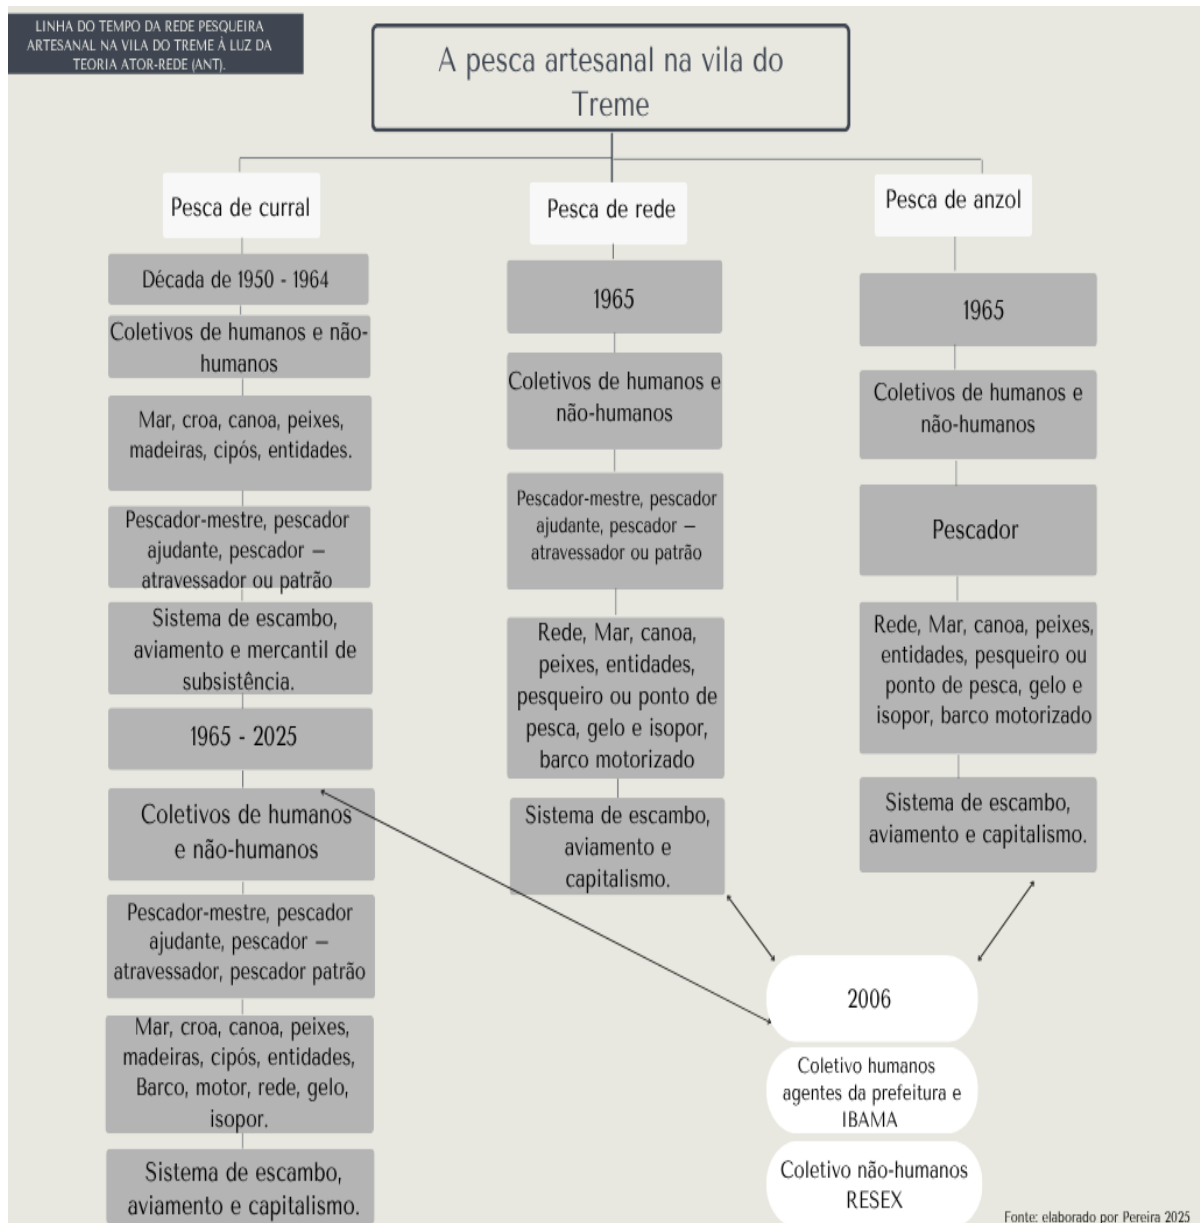 LINHA DO TEMPO DA REDE PESQUEIRA
ARTESANAL NA VILA DO TREME À LUZ DA
TEORIA ATOR-REDE (ANT).
A pesca artesanal na vila do
Treme
Pesca de curral
Década de 1950 - 1964
Coletivos de humanos e não-
humanos
Mar, croa, canoa, peixes,
madeiras, cipós, entidades.
Pescador-mestre, pescador
ajudante, pescador –
atravessador ou patrão
Sistema de escambo,
aviamento e mercantil de
subsistência.
1965 - 2025
Coletivos de humanos
e não-humanos
Pescador-mestre, pescador
ajudante, pescador –
atravessador, pescador patrão
Mar, croa, canoa, peixes,
madeiras, cipós, entidades,
Barco, motor, rede, gelo,
isopor.
Sistema de escambo,
aviamento e capitalismo.
Pesca de rede
1965
Coletivos de humanos e
não-humanos
Pescador-mestre, pescador
ajudante, pescador –
atravessador ou patrão
Rede, Mar, canoa,
peixes, entidades,
pesqueiro ou ponto de
pesca, gelo e isopor,
barco motorizado
Sistema de escambo,
aviamento e
capitalismo.
Pesca de anzol
1965
Coletivos de humanos e
não-humanos
Pescador
Rede, Mar, canoa, peixes,
entidades, pesqueiro ou
ponto de pesca, gelo e
isopor, barco motorizado
Sistema de escambo,
aviamento e capitalismo.
2006
Coletivo humanos
agentes da prefeitura e
IBAMA
Coletivo não-humanos
RESEX
Fonte: elaborado por Pereira 2025